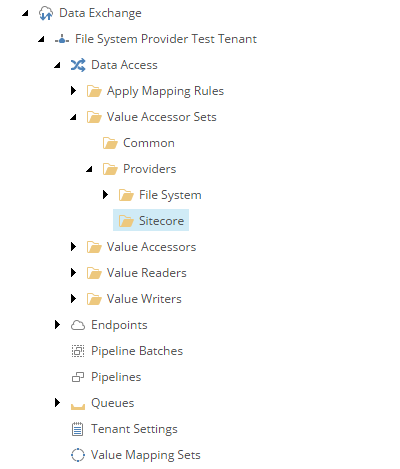 Data Exchange
File System Provider Test Tenant
Data Access
Apply Mapping Rules
Value Accessor Sets
Common
Providers
File System
Sitecore
Value Accessors
Value Readers
Value Writers
Endpoints
Pipeline Batches
Pipelines
Queues
Tenant Settings
Value Mapping Sets